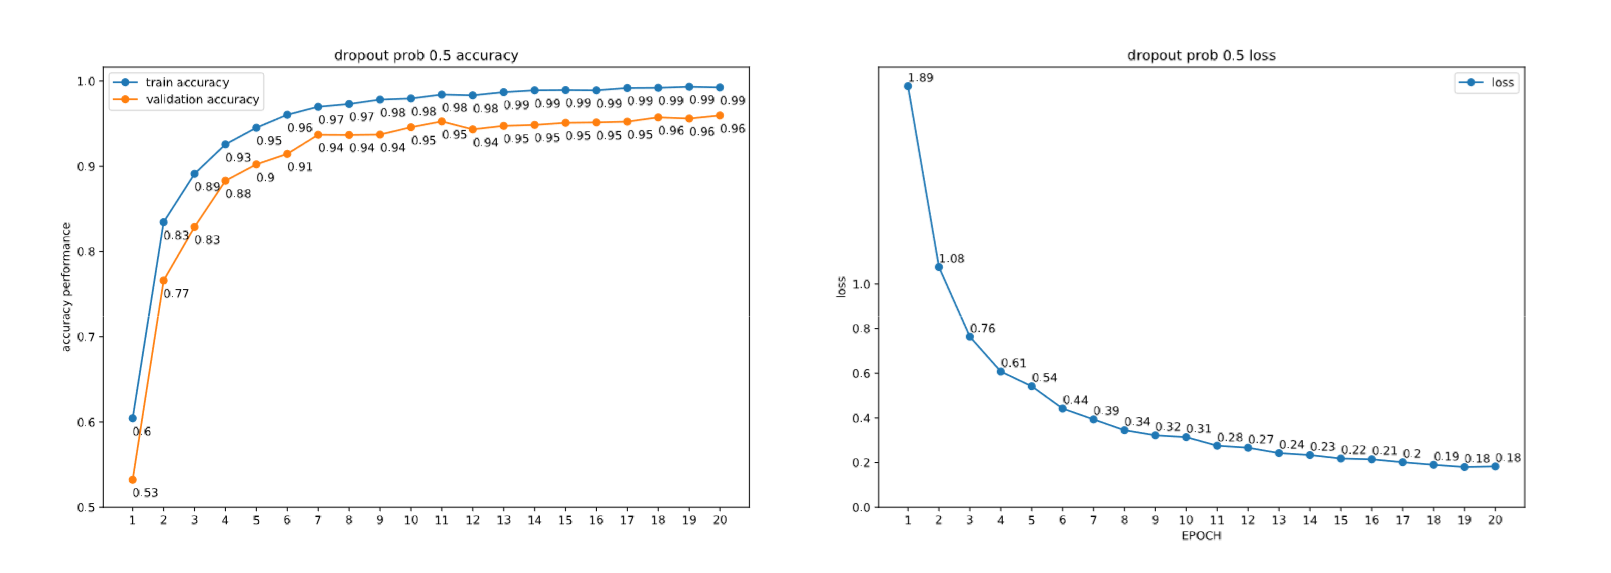 dropout prob 0.5 accuracy
train accuracy
validation accuracy
accuracy performance
1.0
0.9
0.8
0.7
0.6
0.5
0.6 0.83 0.89 0.93 0.95 0.96 0.97 0.97 0.98 0.98 0.98 0.98 0.99 0.99 0.99 0.99 0.99 0.99 0.99 0.99
0.53 0.77 0.83 0.88 0.9 0.91 0.94 0.94 0.94 0.95 0.95 0.94 0.95 0.95 0.95 0.95 0.95 0.96 0.96 0.96
1 2 3 4 5 6 7 8 9 10 11 12 13 14 15 16 17 18 19 20
dropout prob 0.5 loss
loss
loss
1.0
0.8
0.6
0.4
0.2
0.0
1.89 1.08 0.76 0.61 0.54 0.44 0.39 0.34 0.32 0.31 0.28 0.27 0.24 0.23 0.22 0.21 0.2 0.19 0.18 0.18
1 2 3 4 5 6 7 8 9 10 11 12 13 14 15 16 17 18 19 20
EPOCH